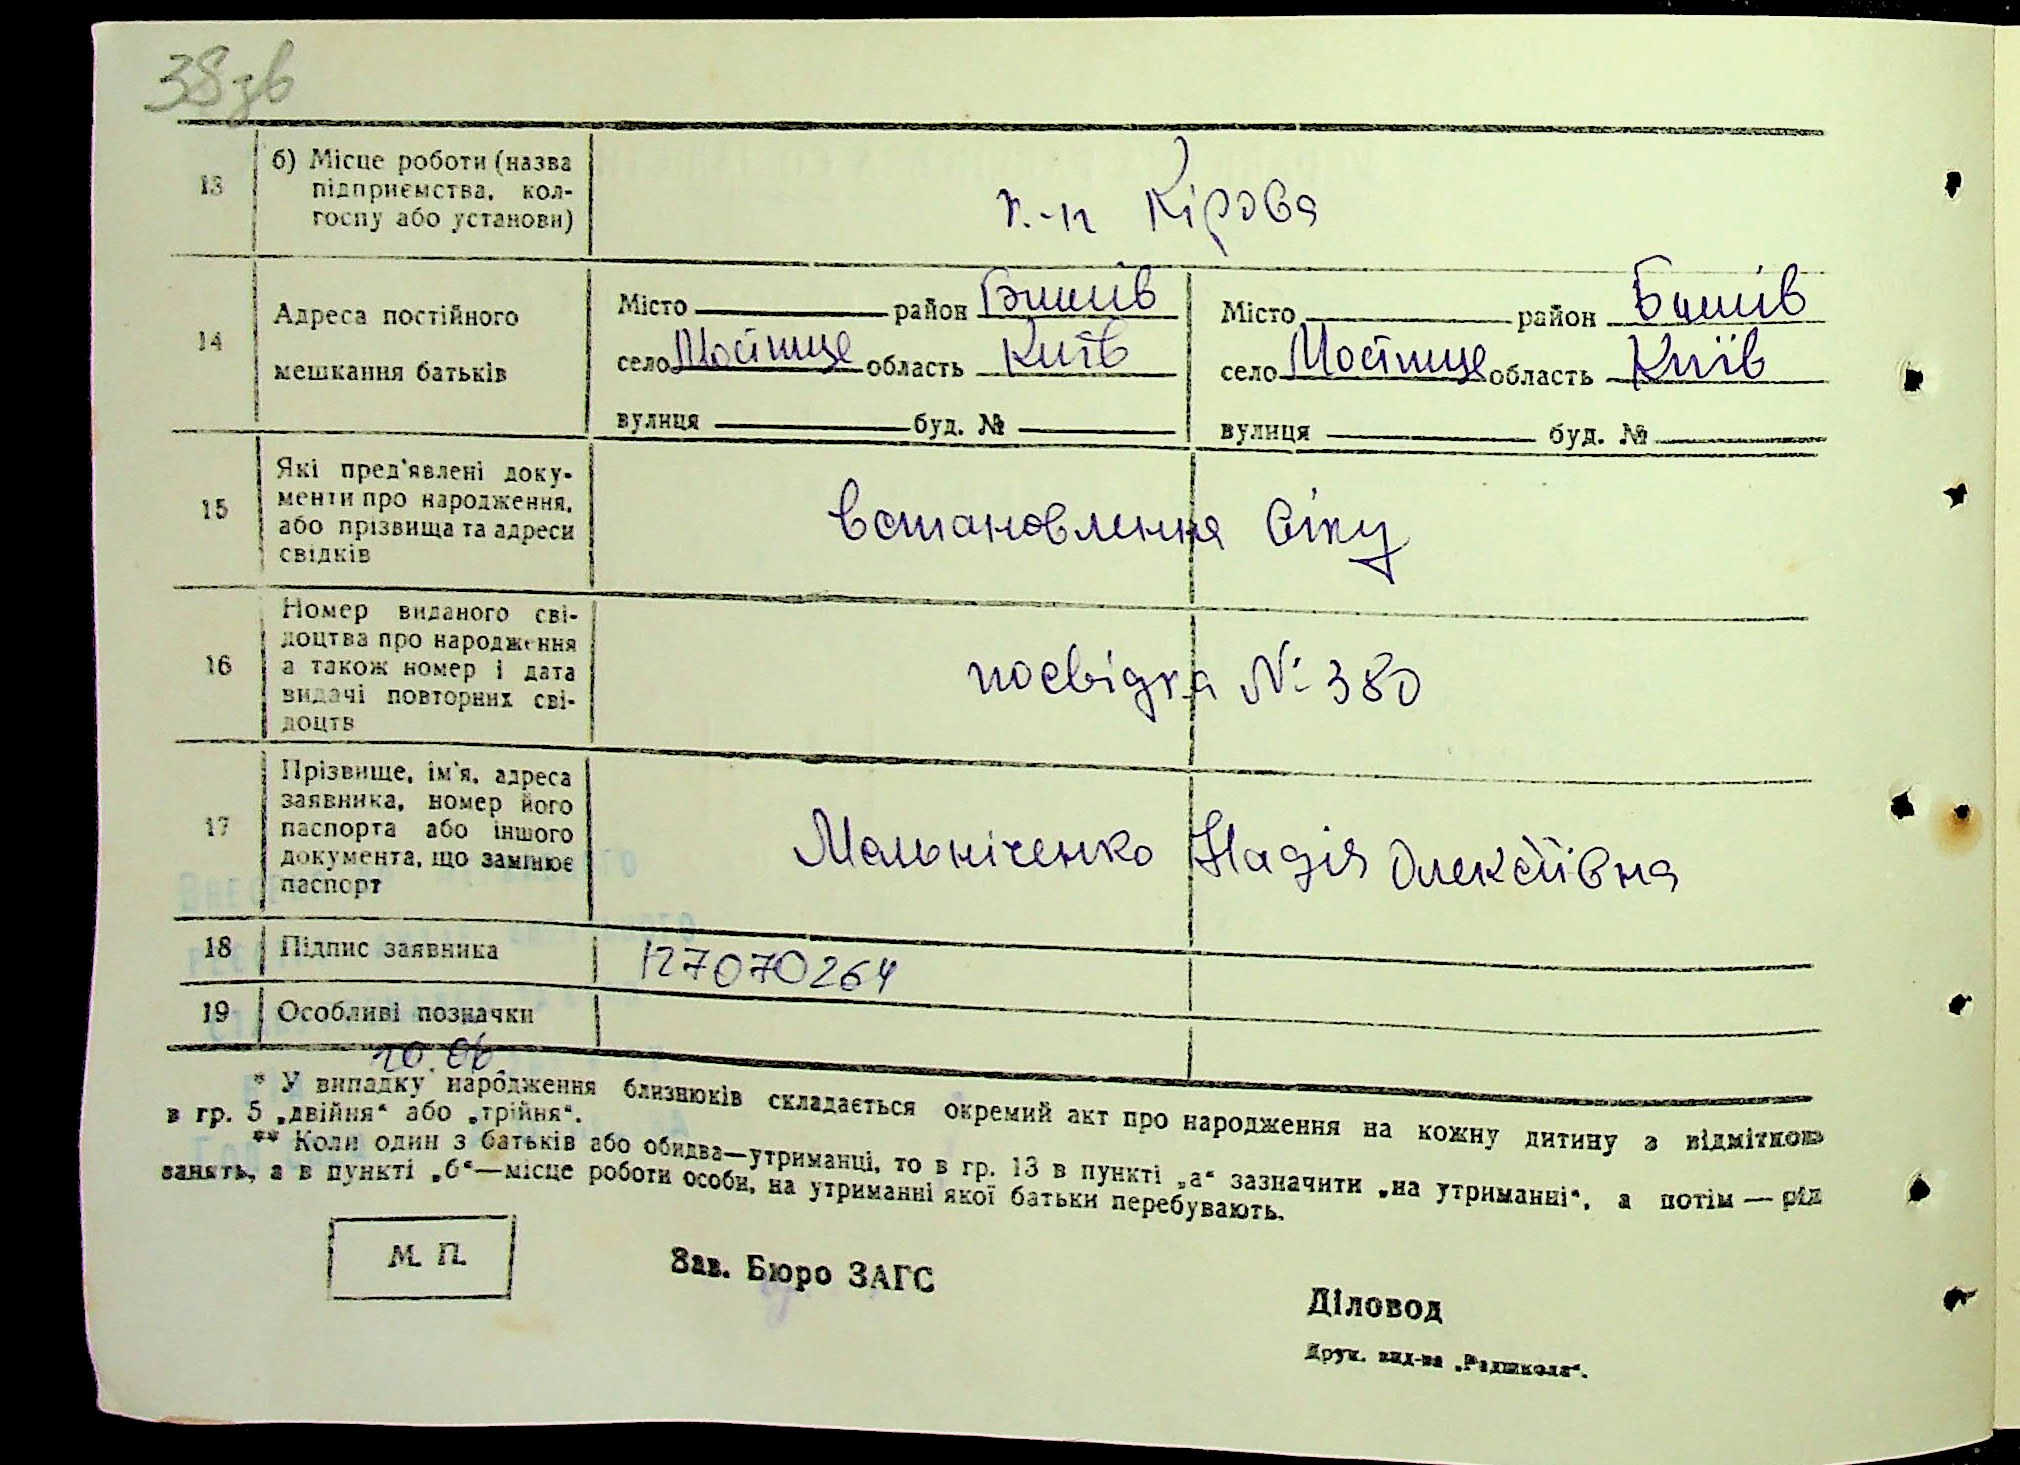 38зв
13 б) Місце роботи (назва
підприємства, кол-
госпу або установи)
к-п Кірова
14 Адреса постійного
мешкання батьків
Місто район Бишів
село Мостище область Київ
вулиця буд. №
Місто район Бишів
село Мостище область Київ
вулиця буд. №
15 Які пред'явлені доку-
менти про народження,
або прізвища та адреси
свідків
встановлення віку
16 Номер виданого сві-
доцтва про народження
а також номер і дата
видачі повторних сві-
доцтв
посвідка № 380
17 Прізвище, ім'я, адреса
заявника, номер його
паспорта або іншого
документа, що замінює
паспорт
Мельніченко Надія Олексіївна
18 Підпис заявника
127070264
19 Особливі позначки
* У випадку народження близнюків складається окремий акт про народження на кожну дитину з відміткою
в гр. 5 „двійня“ або „трійня“.
** Коли один з батьків або обидва—утриманці, то в гр. 13 в пункті „а“ зазначити „на утриманні“, а потім — рід
занять, а в пункті „б“—місце роботи особи, на утриманні якої батьки перебувають.
М. П.
Зав. Бюро ЗАГС
Діловод
Друк. вид-ва „Радшкола“.